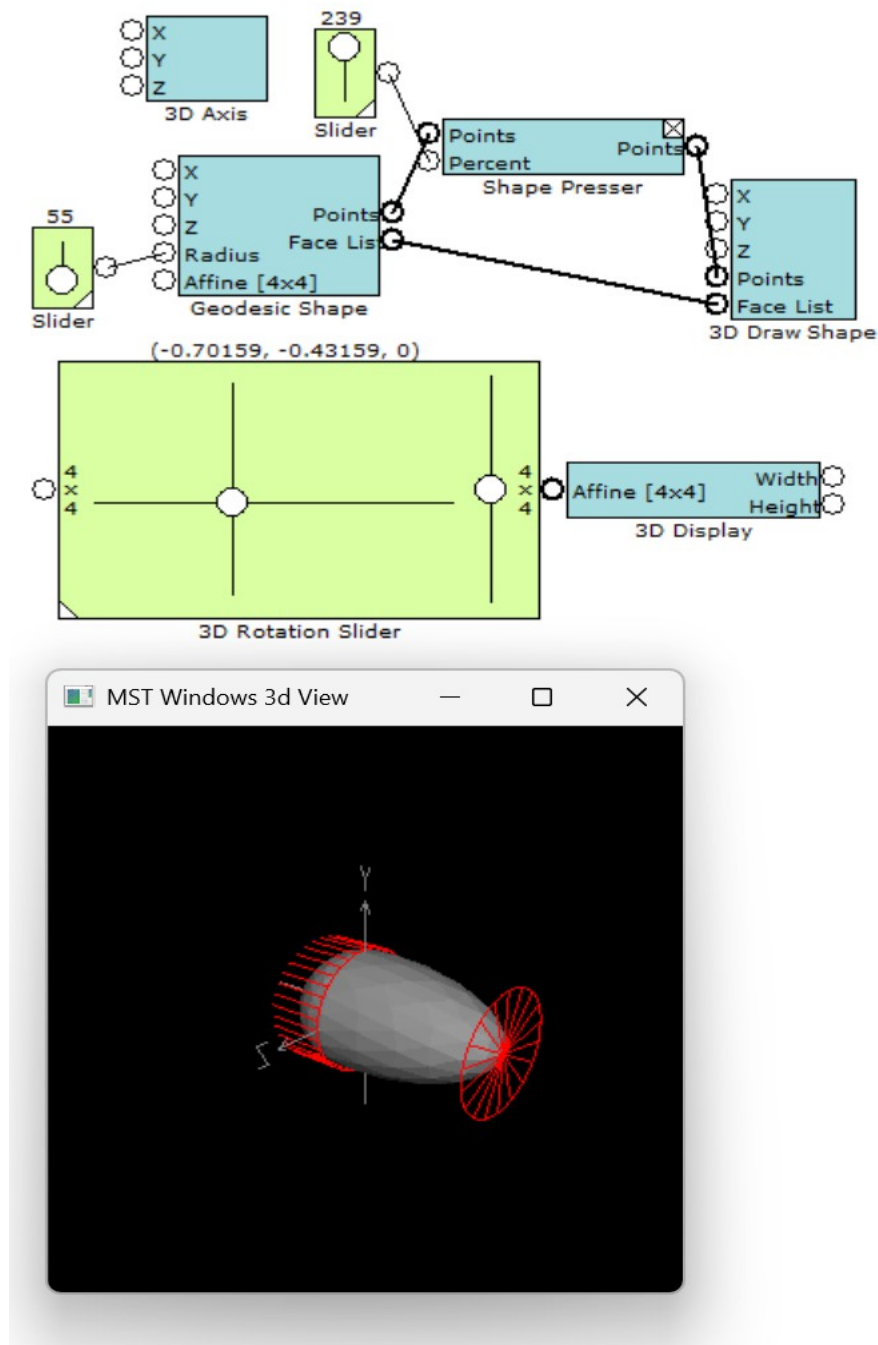 239
X
Y
Z
3D Axis
Slider
Points
Percent
Points
Shape Presser
X
Y
Z
Radius
Affine [4x4]
Points
Face List
Geodesic Shape
55
Slider
X
Y
Z
Points
Face List
3D Draw Shape
(-0.70159, -0.43159, 0)
4
x
4
4
x
4
3D Rotation Slider
Affine [4x4]
Width
Height
3D Display
MST Windows 3d View
Y
Z